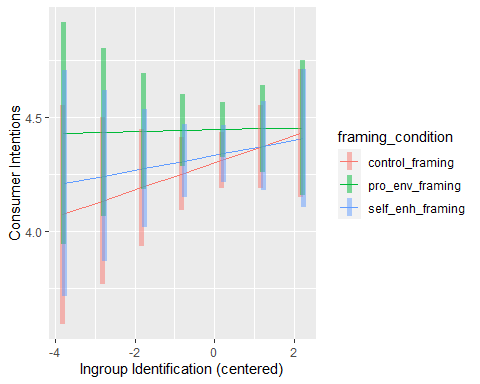 Consumer Intentions
4.5
4.0
-4
-2
0
2
Ingroup Identification (centered)
framing_condition
control_framing
pro_env_framing
self_enh_framing